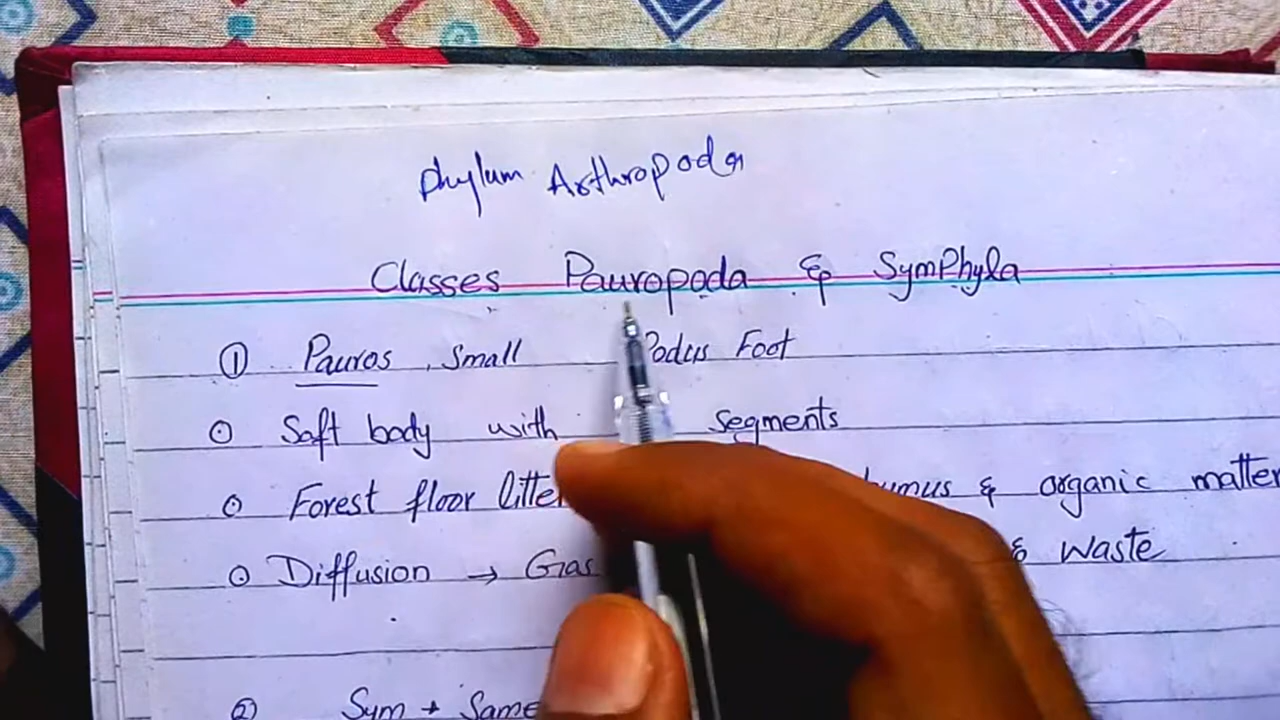 Phylum Arthropoda
Classes Pauropoda & Symphyla
① Pauros, Small Podus Foot
⊙ Soft body with segments
⊙ Forest floor litter humus & organic matter
⊙ Diffusion → Gas & Waste
② Sym + Same